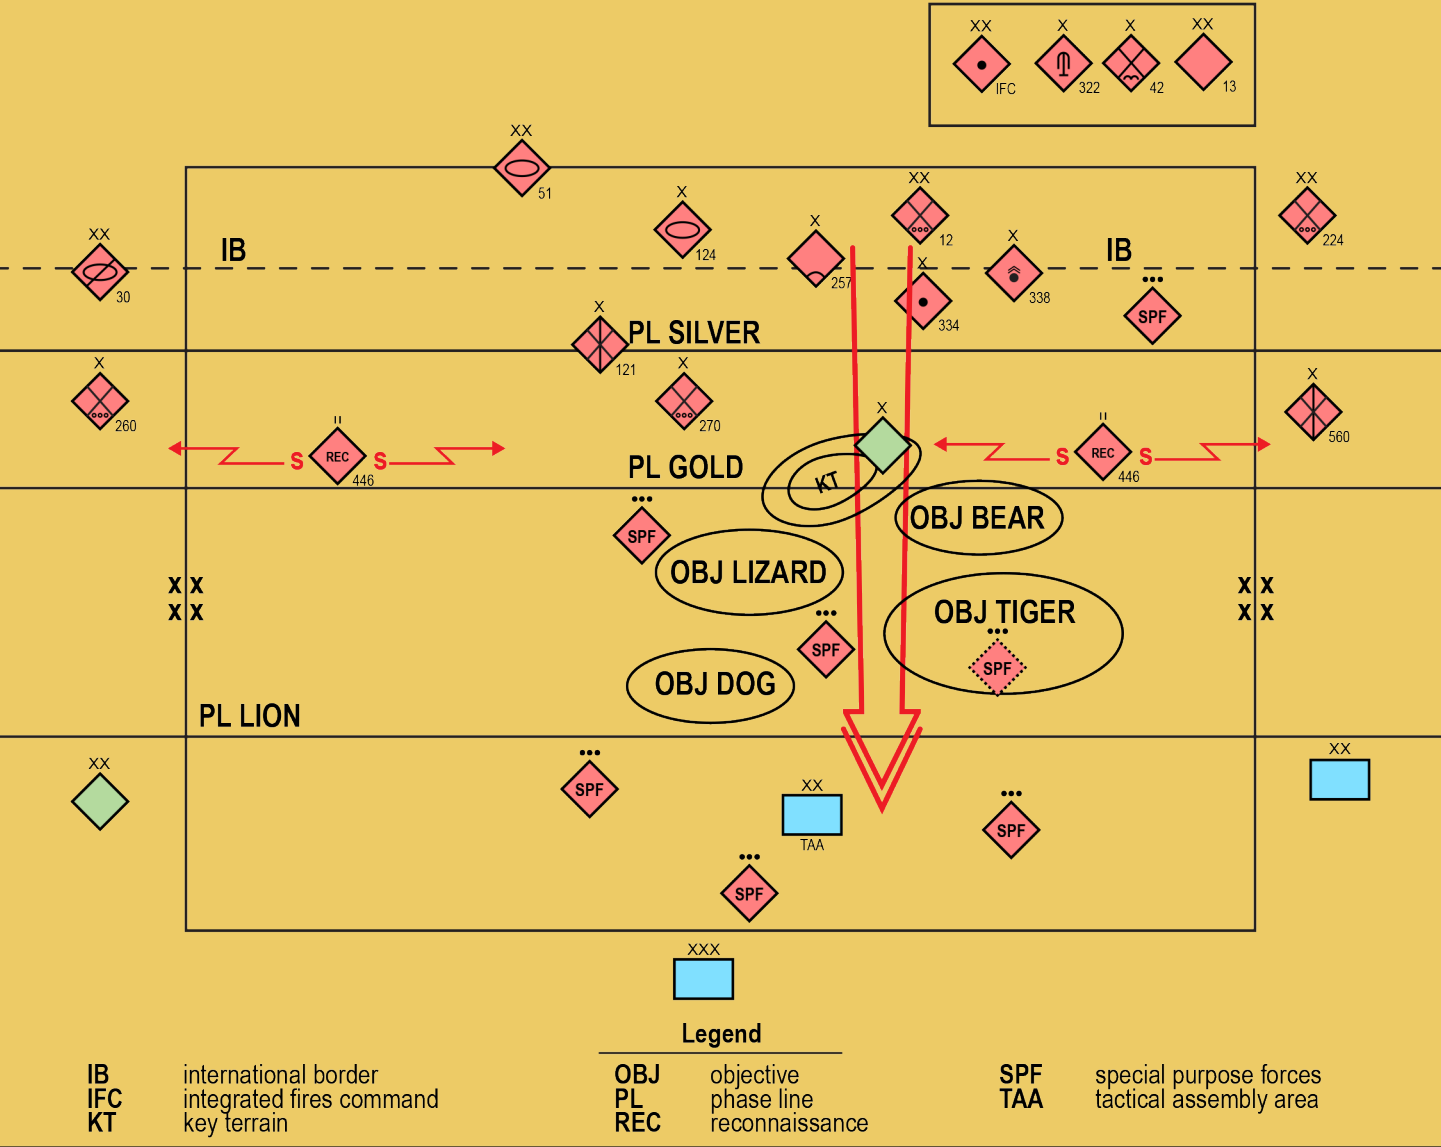 XX X X XX
IFC 322 42 13
XX
51
X
124
XX
12
XX
224
XX
30
IB
X
257
X
334
X
338
IB
SPF
X
121
PL SILVER
X
260
X
270
X
X
560
II
S REC S
446
II
S REC S
446
PL GOLD
KT
OBJ BEAR
SPF
OBJ LIZARD
X X
X X
X X
X X
OBJ TIGER
SPF
SPF
OBJ DOG
PL LION
XX
SPF
XX
TAA
SPF
XX
SPF
XXX
Legend
IB international border
IFC integrated fires command
KT key terrain
OBJ objective
PL phase line
REC reconnaissance
SPF special purpose forces
TAA tactical assembly area